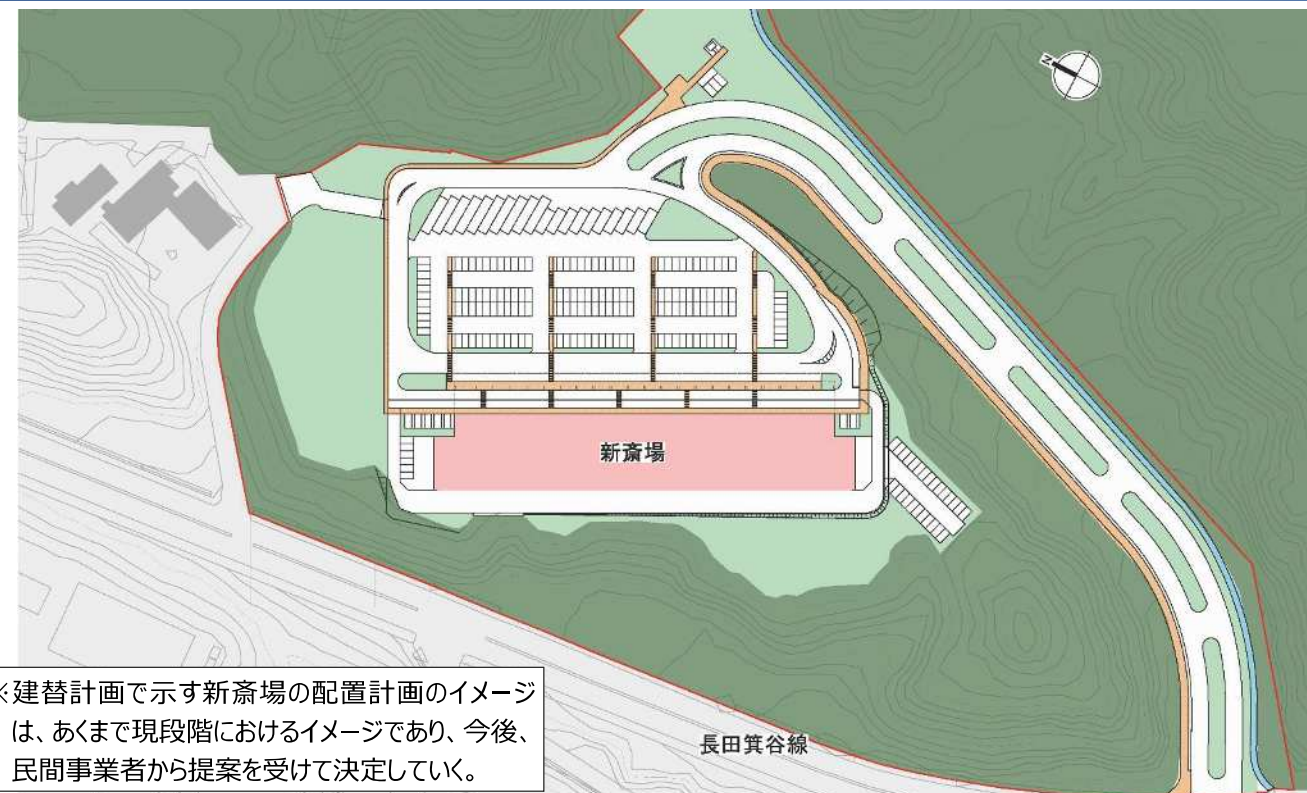 N
新斎場
長田箕谷線
※建替計画で示す新斎場の配置計画のイメージ
は、あくまで現段階におけるイメージであり、今後、
民間事業者から提案を受けて決定していく。